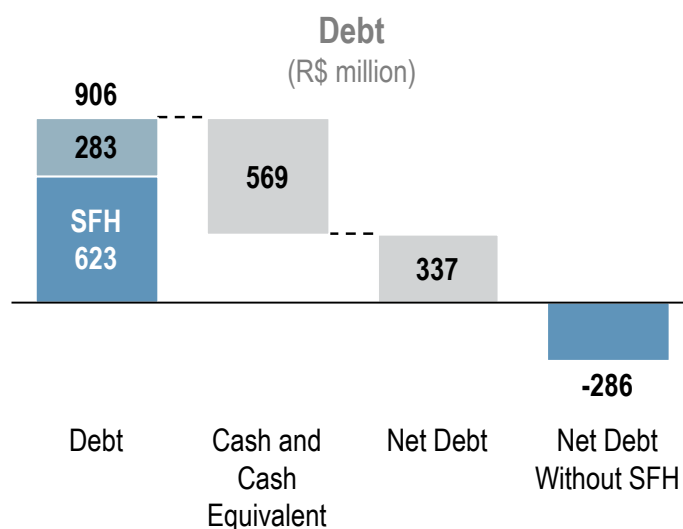 Debt
(R$ million)
906
283
SFH
623
569
337
-286
Debt
Cash and
Cash
Equivalent
Net Debt
Net Debt
Without SFH